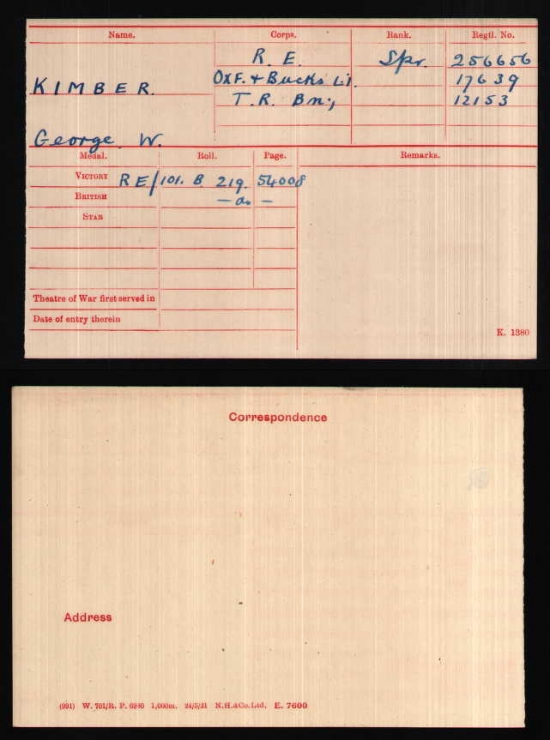 Name. Corps. Rank. Regtl. No.
R. E. Spr. 256656
KIMBER. OXF. & Bucks L.I. 17639
T. R. Bn; 12153
George W.
Medal. Roll. Page. Remarks.
VICTORY RE/101. B 219. 54008
BRITISH — do —
STAR
Theatre of War first served in
Date of entry therein
K. 1380
Correspondence
Address
(991) W. 781/R. P. 6940 1,000m. 24/5/21 N.H.&Co.Ltd. E. 7600